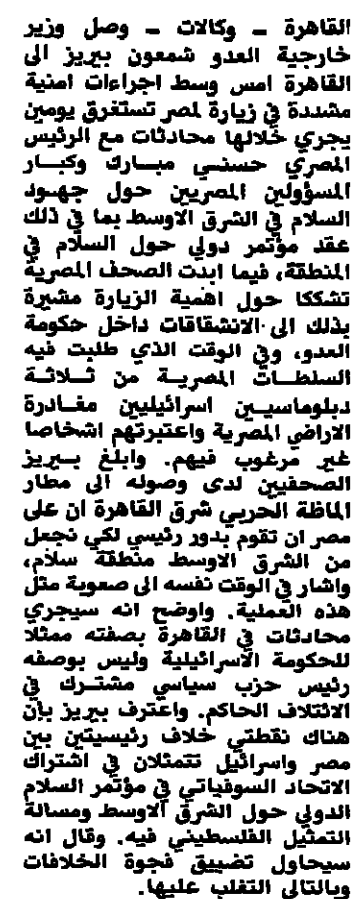 القاهرة - وكالات - وصل وزير
خارجية العدو شمعون بيريز الى
القاهرة امس وسط اجراءات امنية
مشددة في زيارة لمصر تستغرق يومين
يجري خلالها محادثات مع الرئيس
المصري حسني مبارك وكبار
المسؤولين المصريين حول جهود
السلام في الشرق الاوسط بما في ذلك
عقد مؤتمر دولي حول السلام في
المنطقة، فيما ابدت الصحف المصرية
تشككا حول اهمية الزيارة مشيرة
بذلك الى الانشقاقات داخل حكومة
العدو، وفي الوقت الذي طلبت فيه
السلطات المصرية من ثلاثة
دبلوماسيين اسرائيليين مغادرة
الاراضي المصرية واعتبرتهم اشخاصا
غير مرغوب فيهم. وابلغ بيريز
الصحفيين لدى وصوله الى مطار
الماظة الحربي شرق القاهرة ان على
مصر ان تقوم بدور رئيسي لكي نجعل
من الشرق الاوسط منطقة سلام،
واشار في الوقت نفسه الى صعوبة مثل
هذه العملية. واوضح انه سيجري
محادثات في القاهرة بصفته ممثلا
للحكومة الاسرائيلية وليس بوصفه
رئيس حزب سياسي مشترك في
الائتلاف الحاكم. واعترف بيريز بان
هناك نقطتي خلاف رئيسيتين بين
مصر واسرائيل تتمثلان في اشتراك
الاتحاد السوفياتي في مؤتمر السلام
الدولي حول الشرق الاوسط ومسالة
التمثيل الفلسطيني فيه. وقال انه
سيحاول تضييق فجوة الخلافات
وبالتالي التغلب عليها.